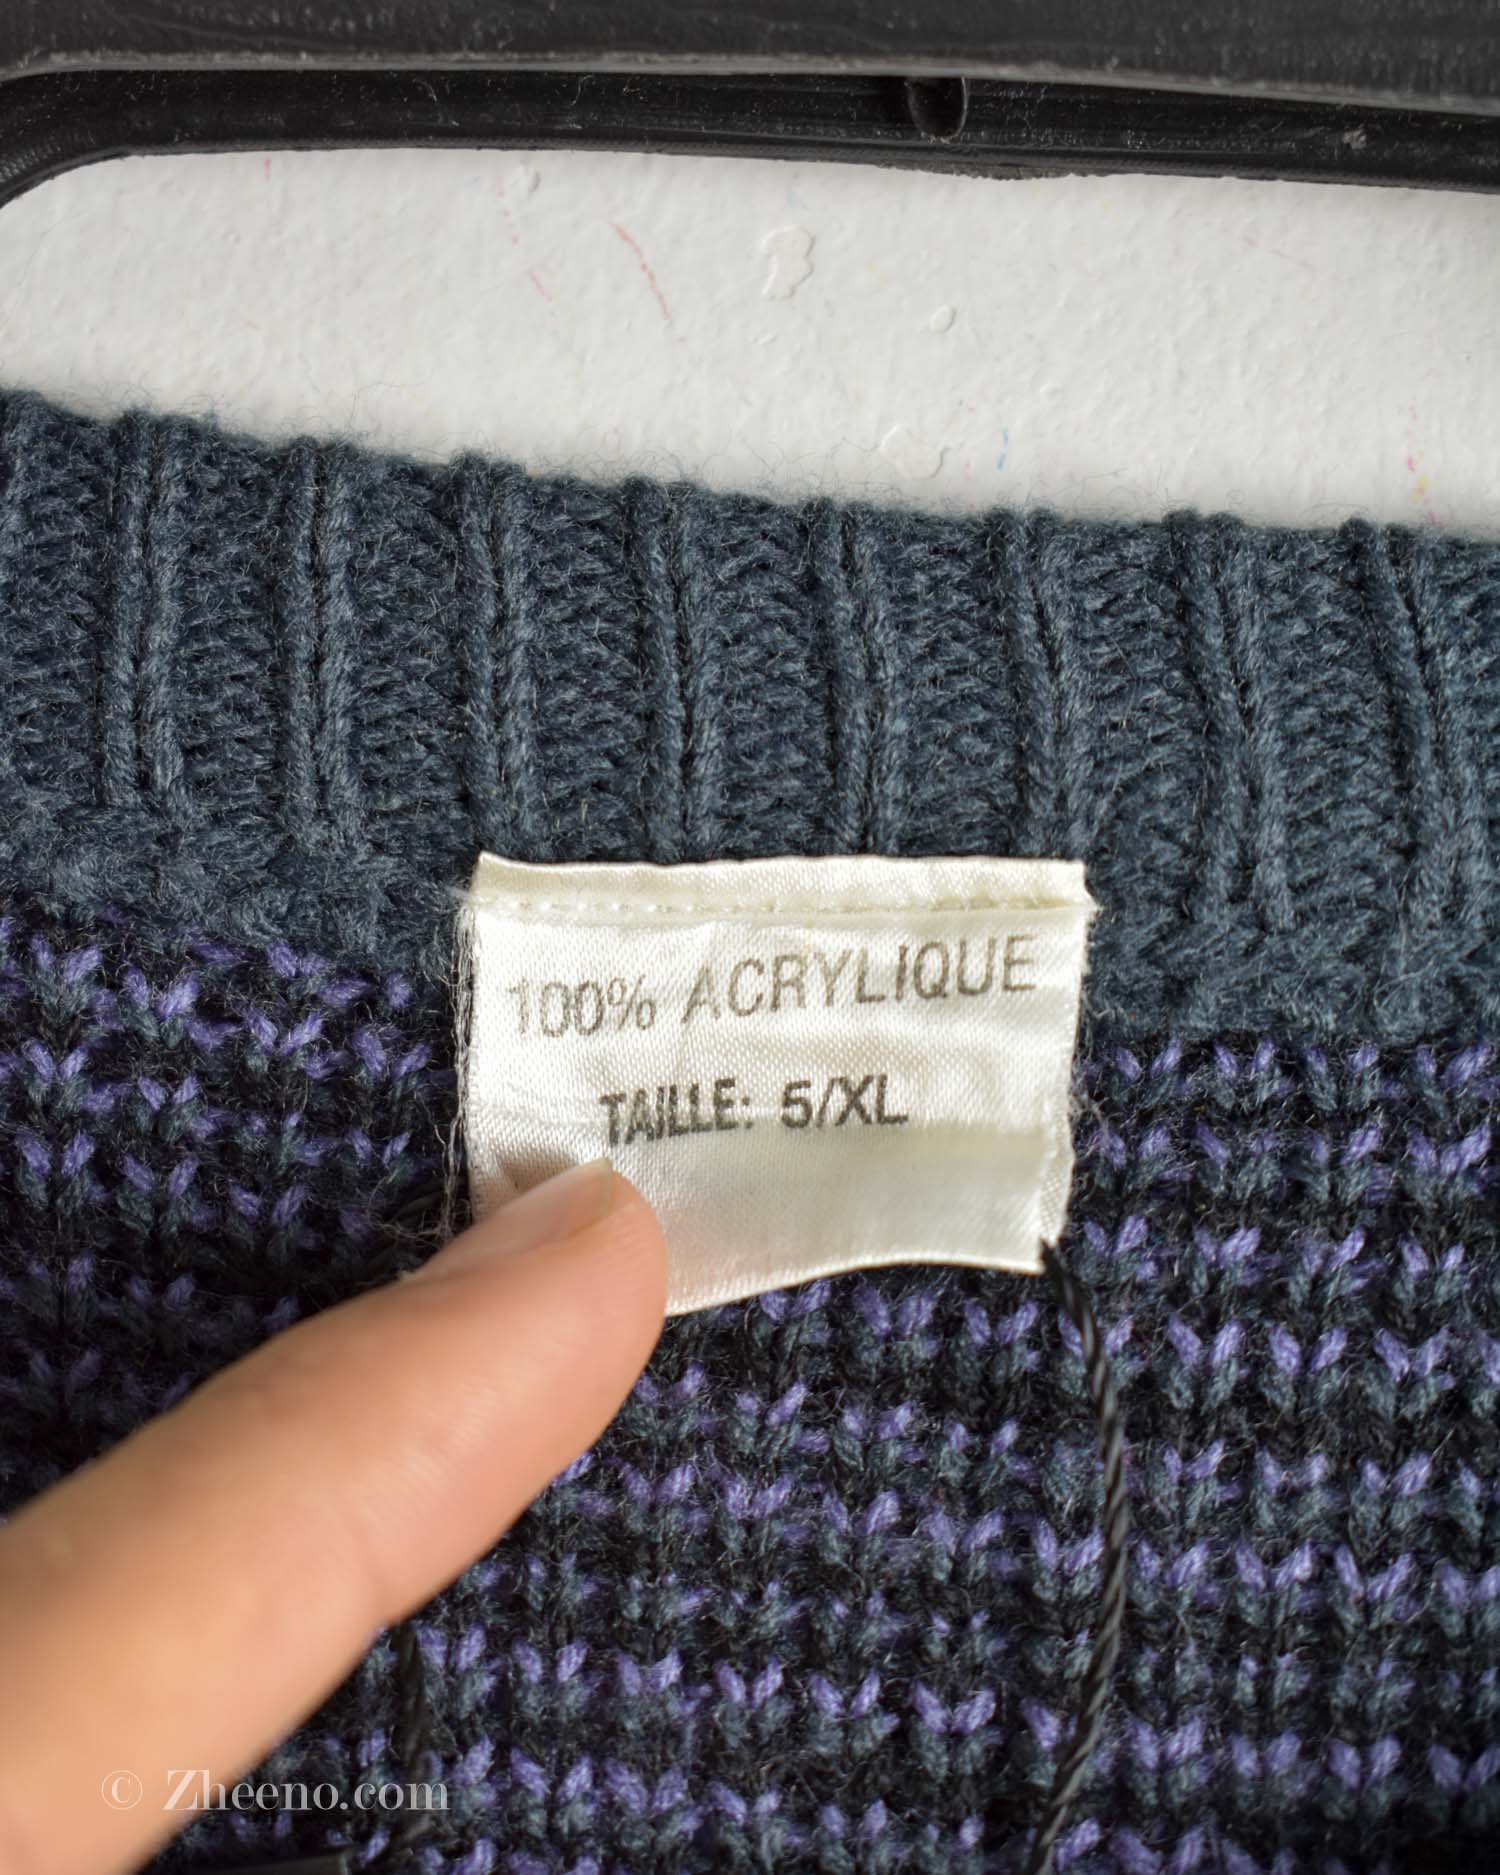 100% ACRYLIQUE
TAILLE: 5/XL
© Zheeno.com